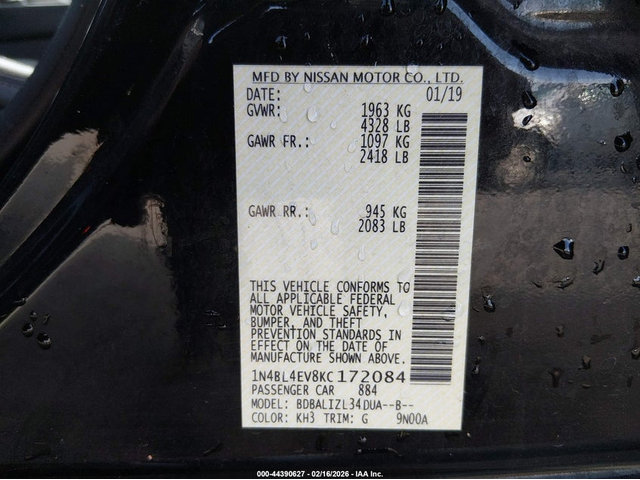 MFD BY NISSAN MOTOR CO., LTD.
DATE: 01/19
GVWR: 1963 KG
4328 LB
GAWR FR.: 1097 KG
2418 LB
GAWR RR.: 945 KG
2083 LB
THIS VEHICLE CONFORMS TO
ALL APPLICABLE FEDERAL
MOTOR VEHICLE SAFETY,
BUMPER, AND THEFT
PREVENTION STANDARDS IN
EFFECT ON THE DATE OF
MANUFACTURE SHOWN ABOVE.
1N4BL4EV8KC172084
PASSENGER CAR 884
MODEL: BDBALIZL34DUA--B--
COLOR: KH3 TRIM: G 9N00A
000-44390627 - 02/16/2026 - IAA Inc.